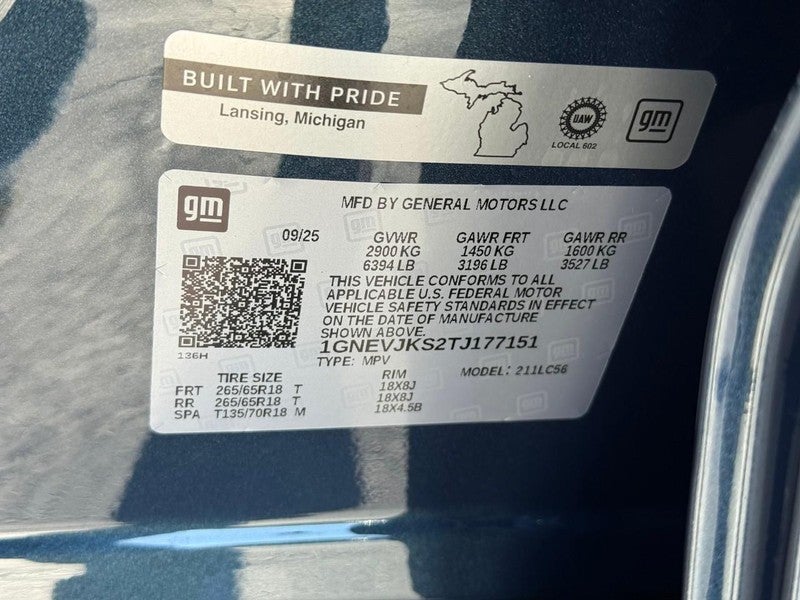 BUILT WITH PRIDE
Lansing, Michigan
UAW
LOCAL 602
gm
gm
MFD BY GENERAL MOTORS LLC
09/25 GVWR GAWR FRT GAWR RR
2900 KG 1450 KG 1600 KG
6394 LB 3196 LB 3527 LB
THIS VEHICLE CONFORMS TO ALL
APPLICABLE U.S. FEDERAL MOTOR
VEHICLE SAFETY STANDARDS IN EFFECT
ON THE DATE OF MANUFACTURE
SHOWN ABOVE.
1GNEVJKS2TJ177151
136H
TYPE: MPV MODEL: 211LC56
TIRE SIZE RIM
FRT 265/65R18 T 18X8J
RR 265/65R18 T 18X8J
SPA T135/70R18 M 18X4.5B